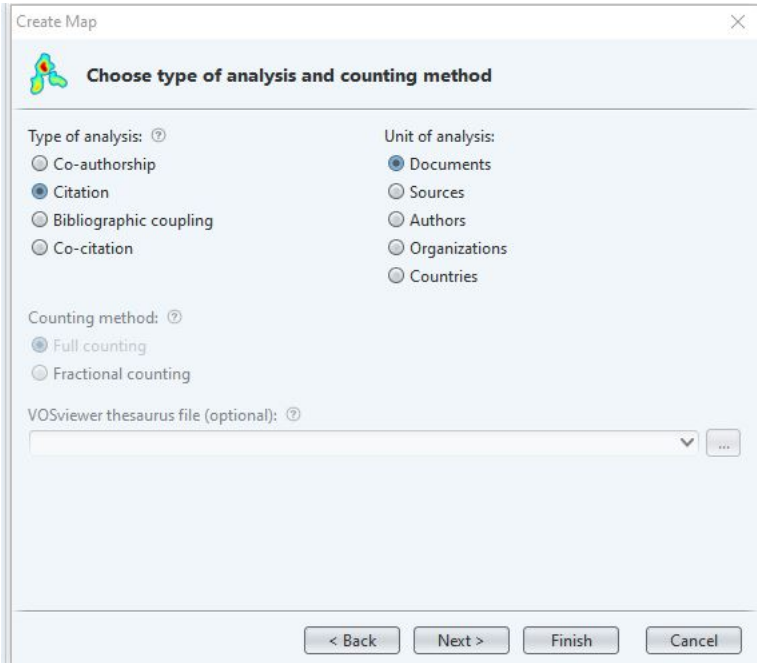 Create Map
Choose type of analysis and counting method
Type of analysis:
Co-authorship
Citation
Bibliographic coupling
Co-citation
Unit of analysis:
Documents
Sources
Authors
Organizations
Countries
Counting method:
Full counting
Fractional counting
VOSviewer thesaurus file (optional):
...
< Back
Next >
Finish
Cancel